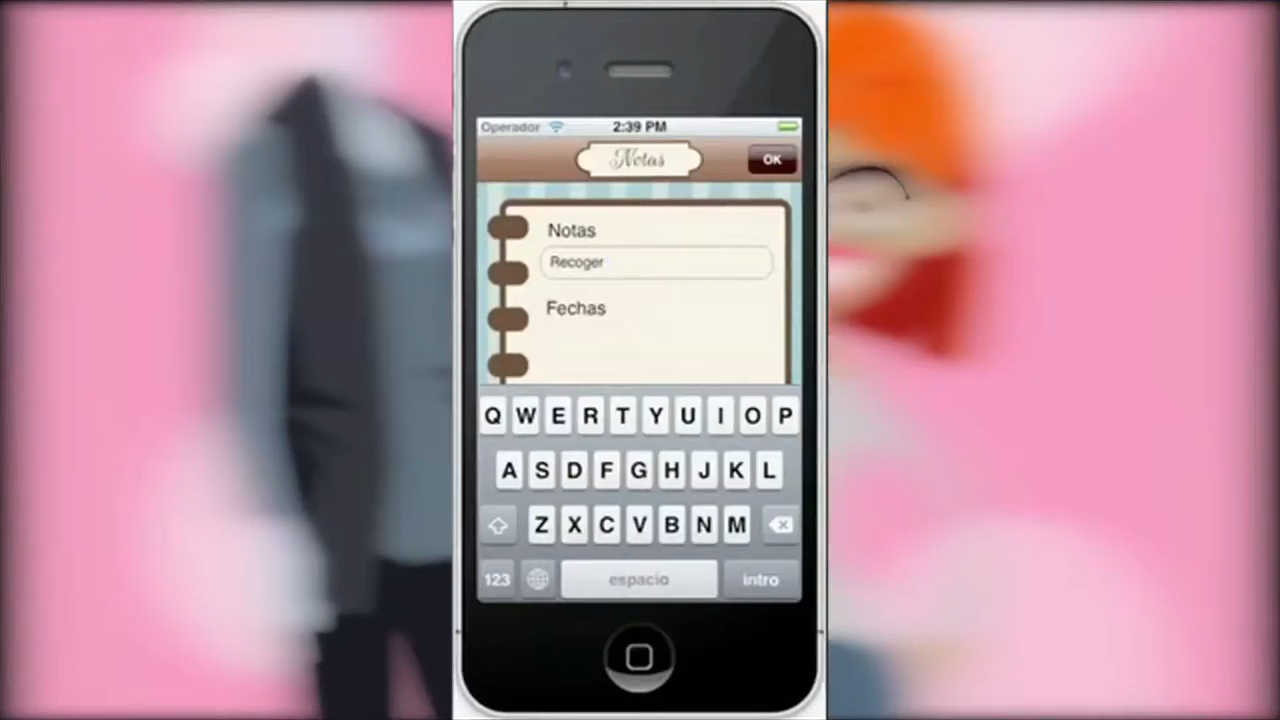 Operador 2:39 PM
Notas OK
Notas
Recoger
Fechas
Q W E R T Y U I O P
A S D F G H J K L
Z X C V B N M
123 espacio intro